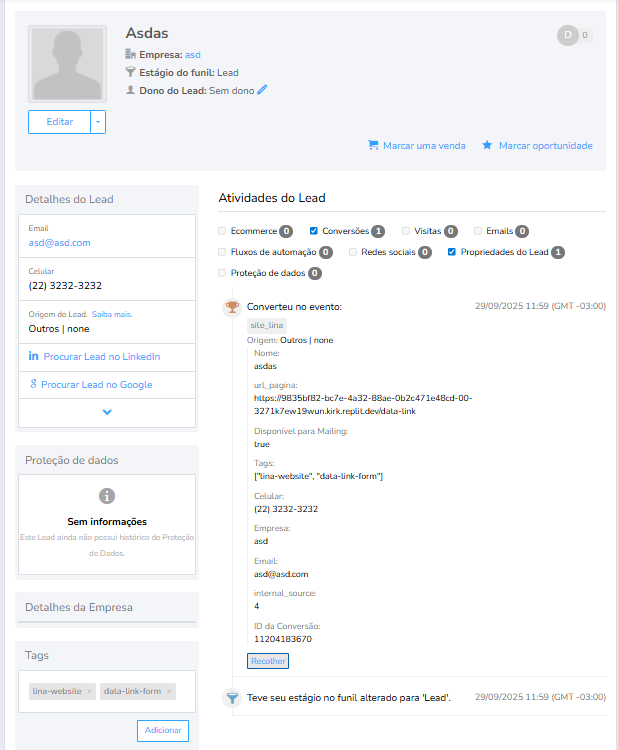 Asdas
D 0
Empresa: asd
Estágio do funil: Lead
Dono do Lead: Sem dono
Editar
Marcar uma venda
Marcar oportunidade
Detalhes do Lead
Email
asd@asd.com
Celular
(22) 3232-3232
Origem do Lead. Saiba mais.
Outros | none
Procurar Lead no LinkedIn
Procurar Lead no Google
Proteção de dados
Sem informações
Este Lead ainda não possui histórico de Proteção
de Dados.
Detalhes da Empresa
Tags
lina-website × data-link-form ×
Adicionar
Atividades do Lead
Ecommerce 0 Conversões 1 Visitas 0 Emails 0
Fluxos de automação 0 Redes sociais 0 Propriedades do Lead 1
Proteção de dados 0
Converteu no evento: 29/09/2025 11:59 (GMT -03:00)
site_lina
Origem: Outros | none
Nome:
asdas
url_pagina:
https://9835bf82-bc7e-4a32-88ae-0b2c471e48cd-00-
3271k7ew19wun.kirk.replit.dev/data-link
Disponível para Mailing:
true
Tags:
["lina-website", "data-link-form"]
Celular:
(22) 3232-3232
Empresa:
asd
Email:
asd@asd.com
internal_source:
4
ID da Conversão:
11204183670
Recolher
Teve seu estágio no funil alterado para 'Lead'. 29/09/2025 11:59 (GMT -03:00)